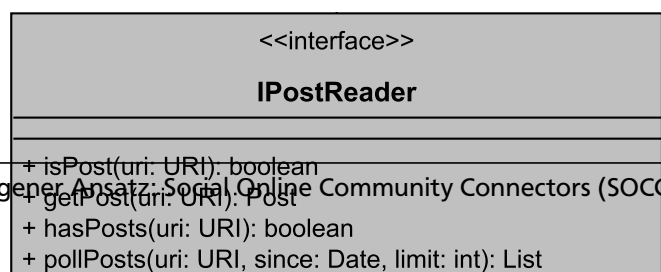 <<interface>>
IPostReader
+ isPost(uri: URI): boolean
gener Ansatz: Social Online Community Connectors (SOCC
+ getPost(uri: URI): Post
+ hasPosts(uri: URI): boolean
+ pollPosts(uri: URI, since: Date, limit: int): List